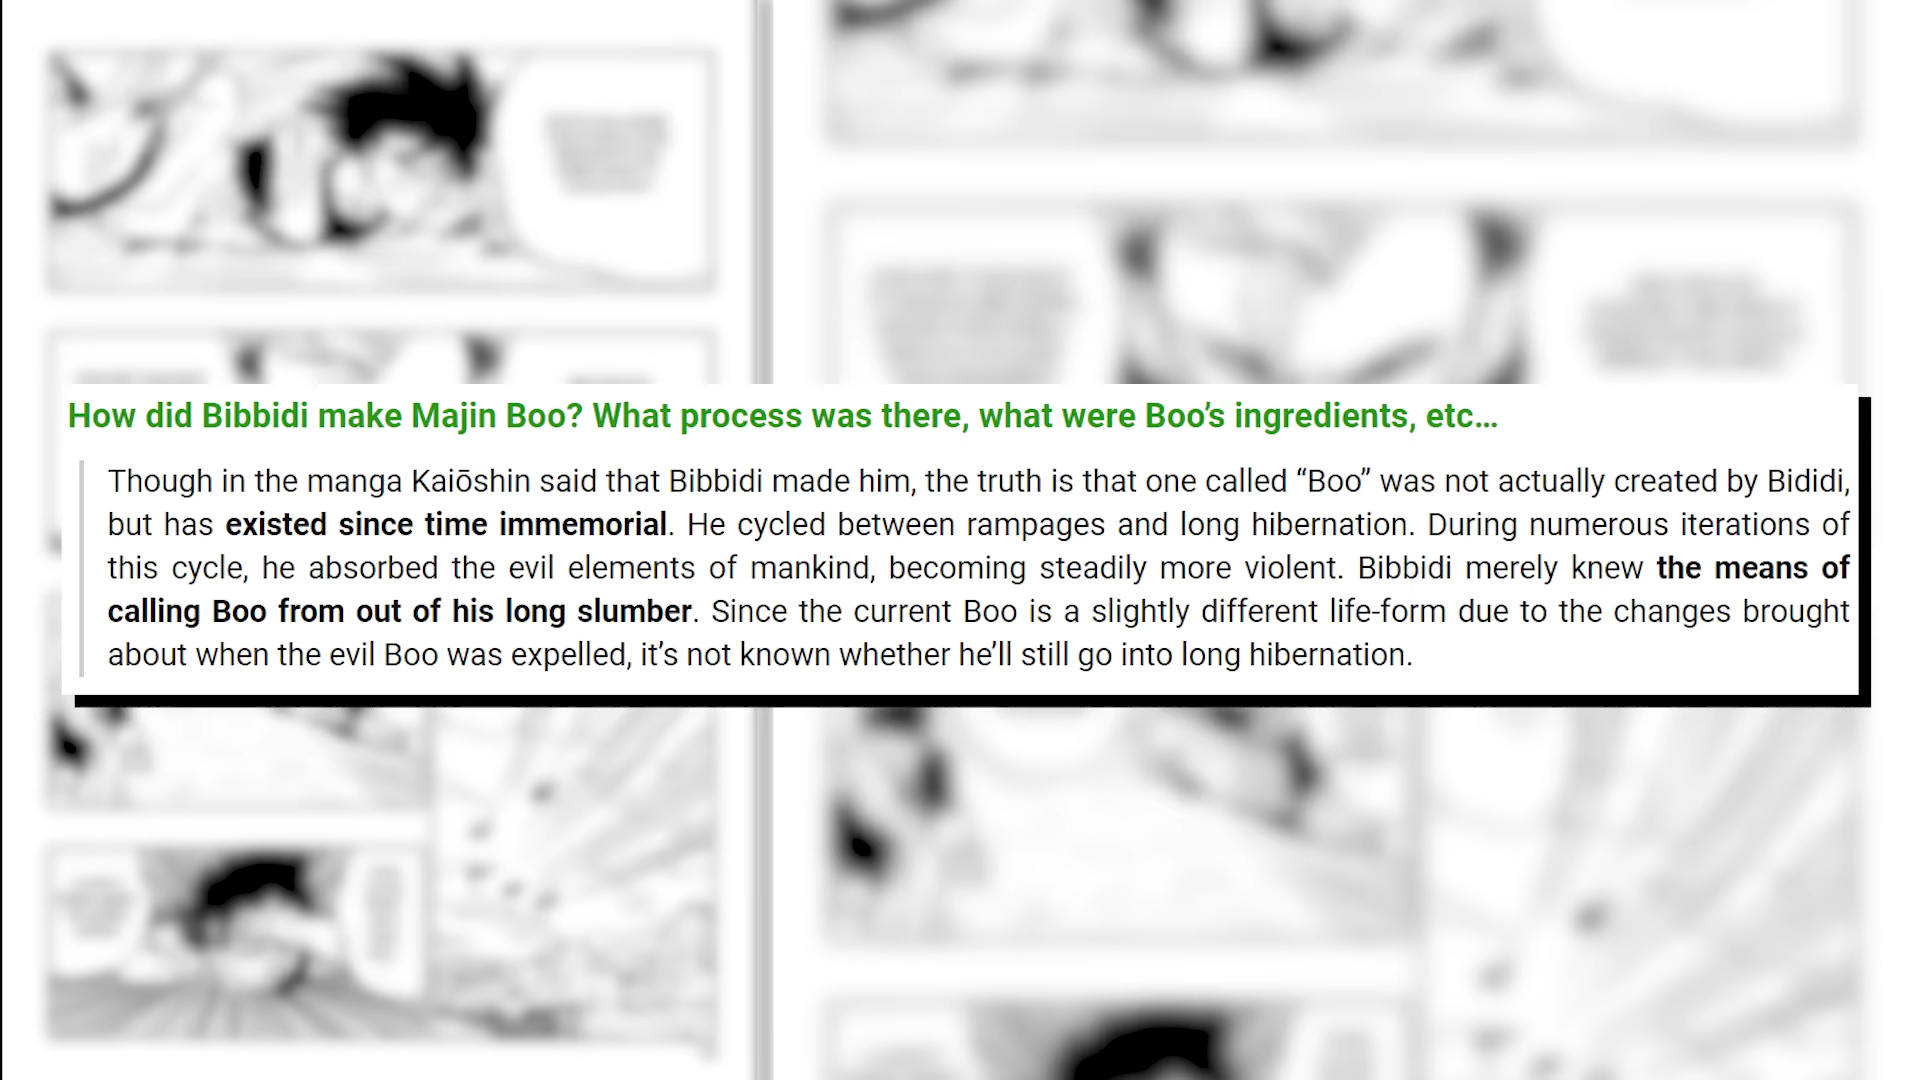 How did Bibbidi make Majin Boo? What process was there, what were Boo’s ingredients, etc…
Though in the manga Kaiōshin said that Bibbidi made him, the truth is that one called “Boo” was not actually created by Bididi,
but has existed since time immemorial. He cycled between rampages and long hibernation. During numerous iterations of
this cycle, he absorbed the evil elements of mankind, becoming steadily more violent. Bibbidi merely knew the means of
calling Boo from out of his long slumber. Since the current Boo is a slightly different life-form due to the changes brought
about when the evil Boo was expelled, it’s not known whether he’ll still go into long hibernation.